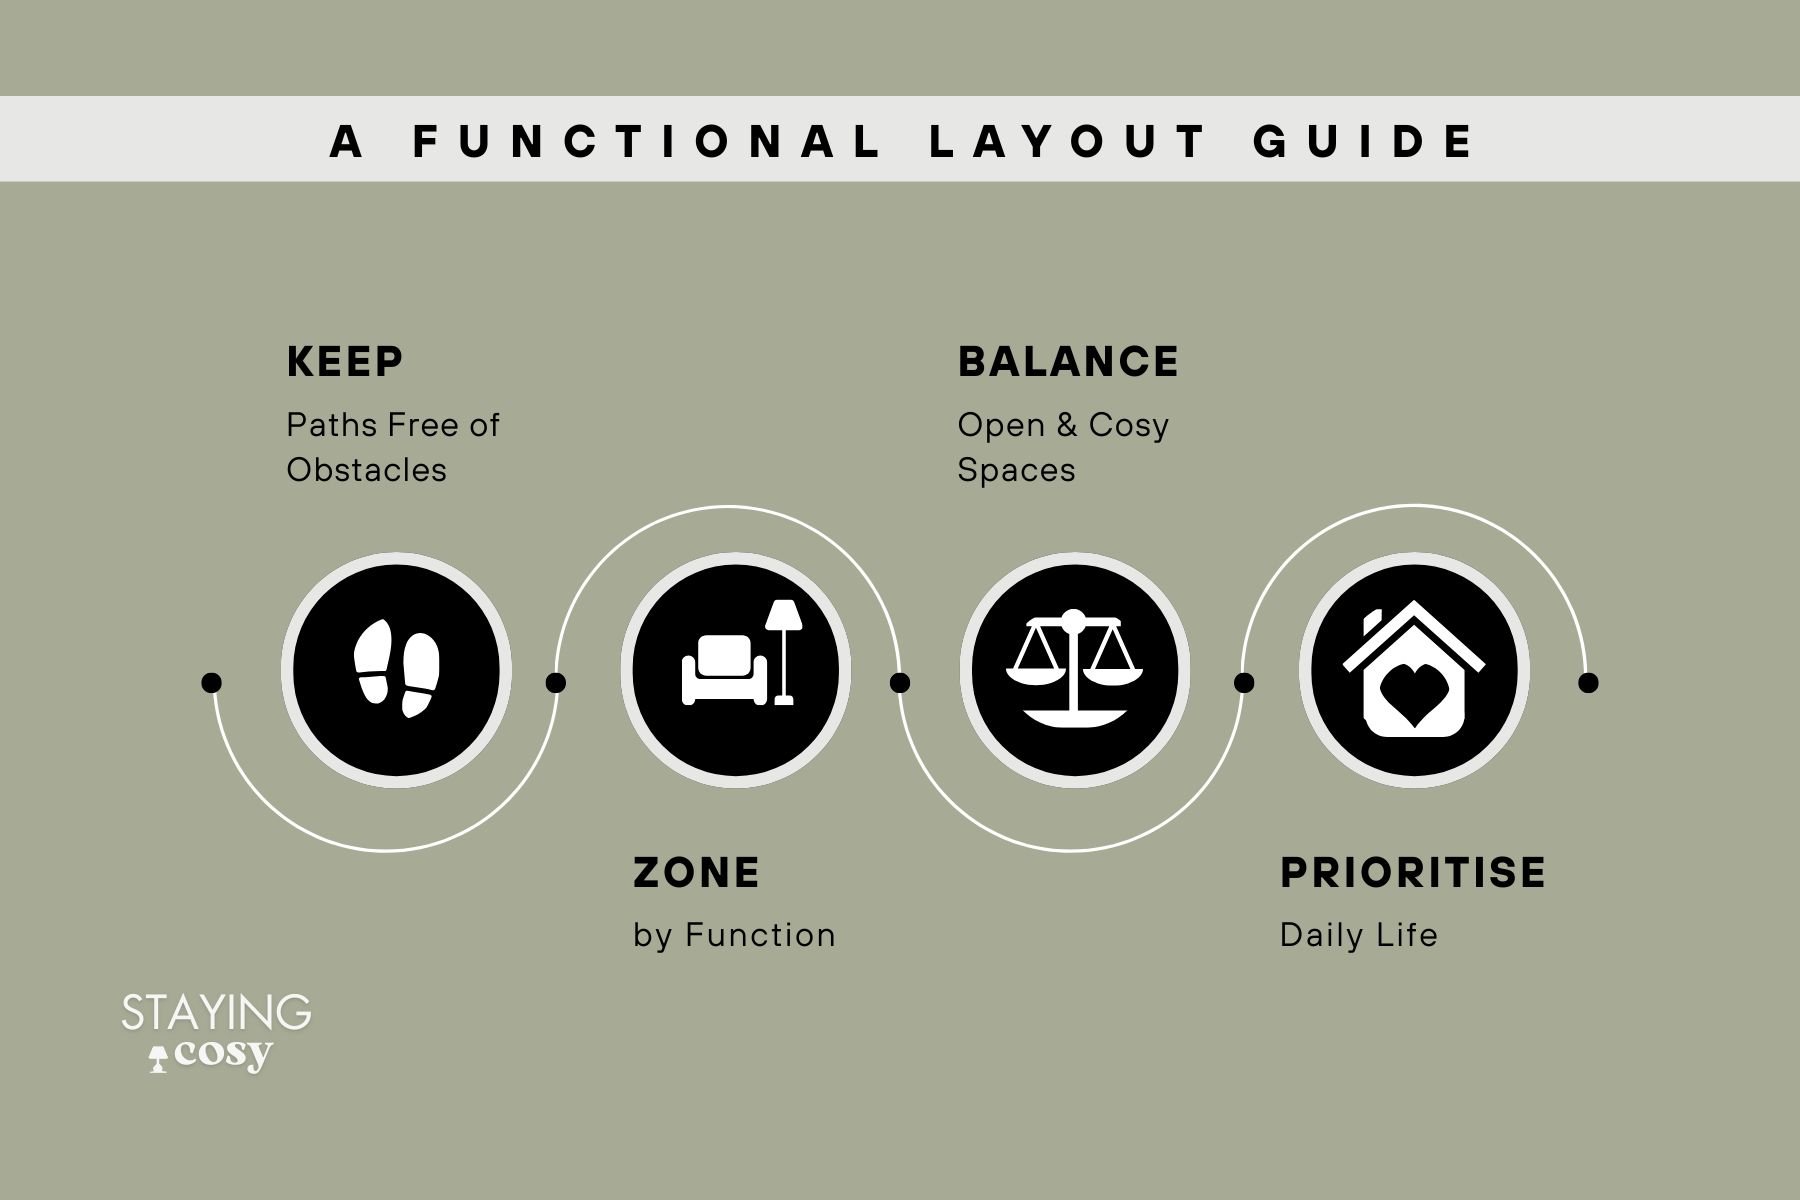 A FUNCTIONAL LAYOUT GUIDE
KEEP
Paths Free of
Obstacles
ZONE
by Function
BALANCE
Open & Cosy
Spaces
PRIORITISE
Daily Life
STAYING
cosy